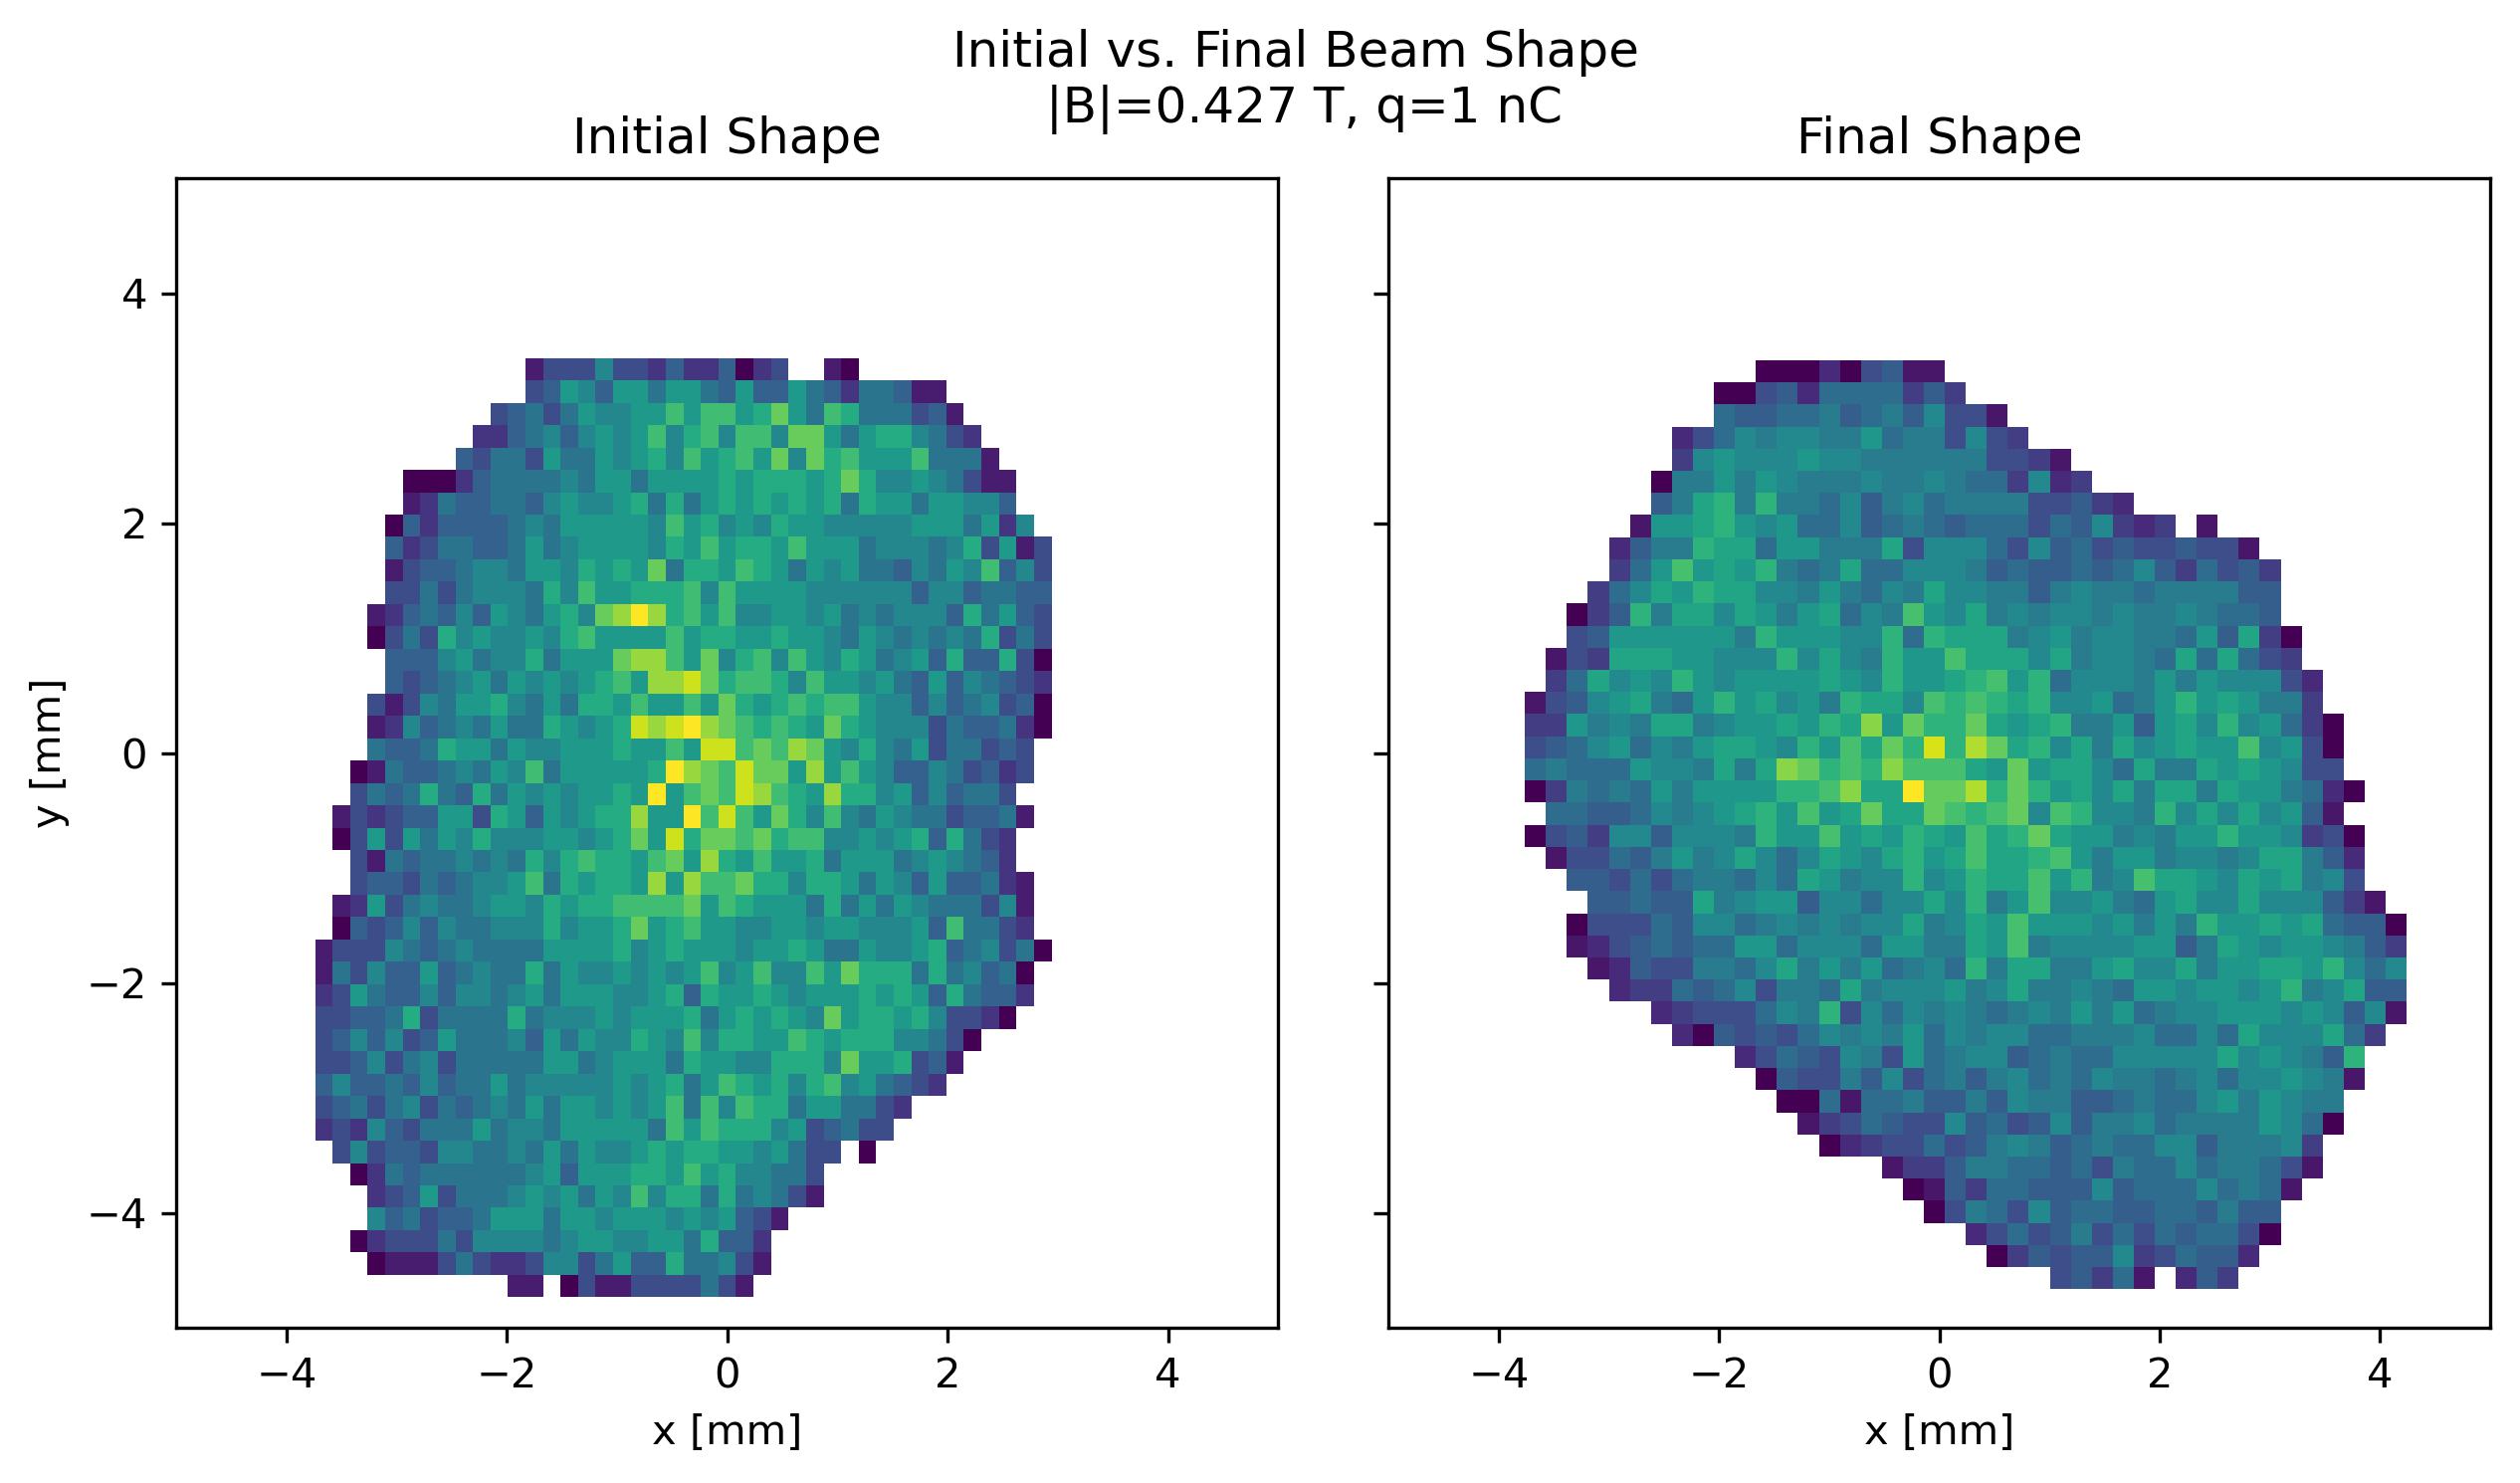 Initial vs. Final Beam Shape
|B|=0.427 T, q=1 nC
Initial Shape
Final Shape
4
2
0
−2
−4
y [mm]
−4 −2 0 2 4
x [mm]
−4 −2 0 2 4
x [mm]